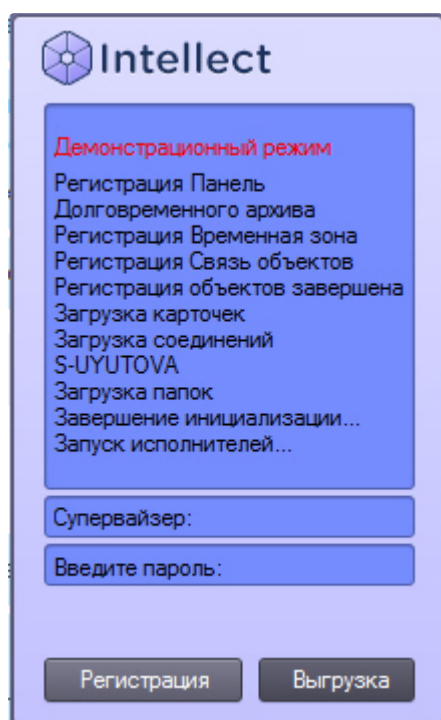 Intellect
Демонстрационный режим
Регистрация Панель
Долговременного архива
Регистрация Временная зона
Регистрация Связь объектов
Регистрация объектов завершена
Загрузка карточек
Загрузка соединений
S-UYUTOVA
Загрузка папок
Завершение инициализации...
Запуск исполнителей...
Супервайзер:
Введите пароль:
Регистрация Выгрузка